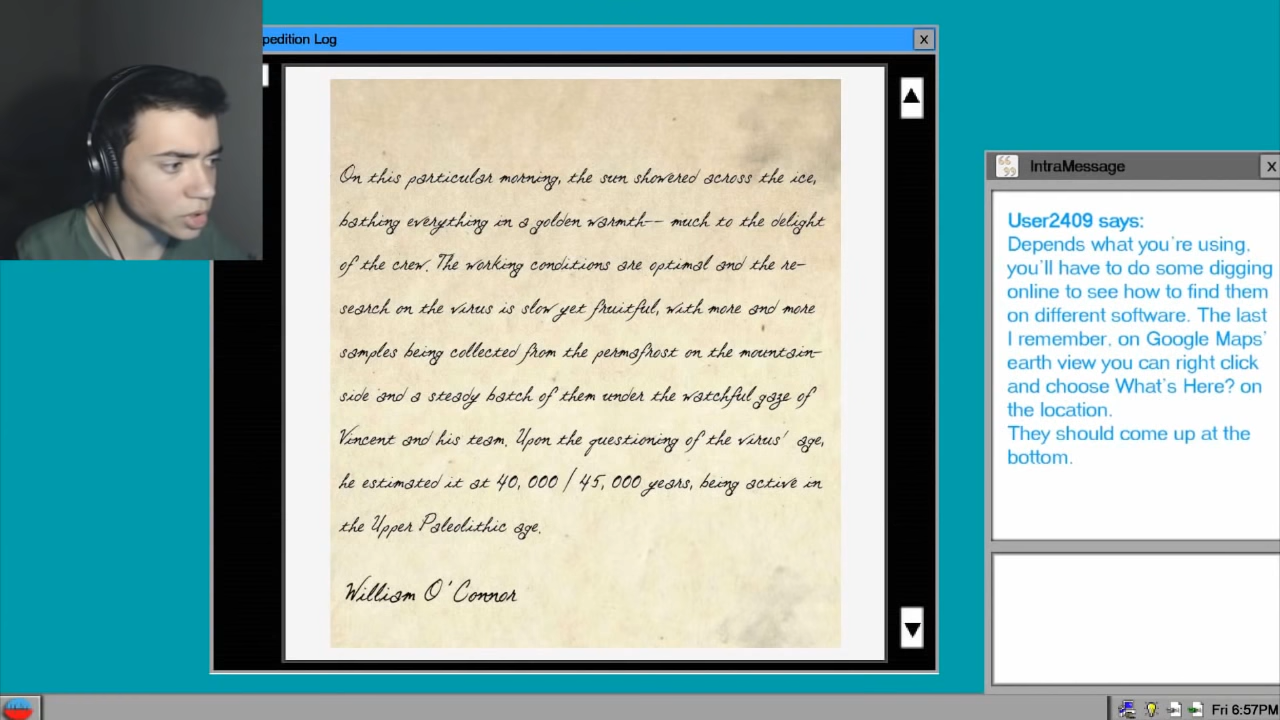 pedition Log
X
On this particular morning, the sun showered across the ice,
bathing everything in a golden warmth-- much to the delight
of the crew. The working conditions are optimal and the re-
search on the virus is slow yet fruitful, with more and more
samples being collected from the permafrost on the mountain-
side and a steady batch of them under the watchful gaze of
Vincent and his team. Upon the questioning of the virus' age,
he estimated it at 40, 000 / 45, 000 years, being active in
the Upper Paleolithic age.
William O'Connor
IntraMessage
X
User2409 says:
Depends what you're using,
you'll have to do some digging
online to see how to find them
on different software. The last
I remember, on Google Maps'
earth view you can right click
and choose What's Here? on
the location.
They should come up at the
bottom.
Fri 6:57PM